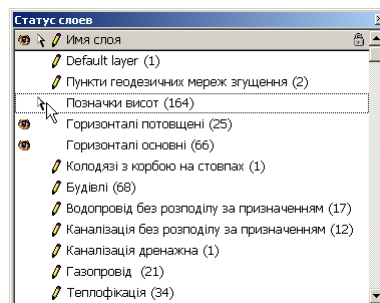 Статус слоев
Имя слоя
Default layer (1)
Пункти геодезичних мереж згущення (2)
Позначки висот (164)
Горизонталі потовщені (25)
Горизонталі основні (66)
Колодязі з корбою на стовпах (1)
Будівлі (68)
Водопровід без розподілу за призначенням (17)
Каналізація без розподілу за призначенням (12)
Каналізація дренажна (1)
Газопровід (21)
Теплофікація (34)